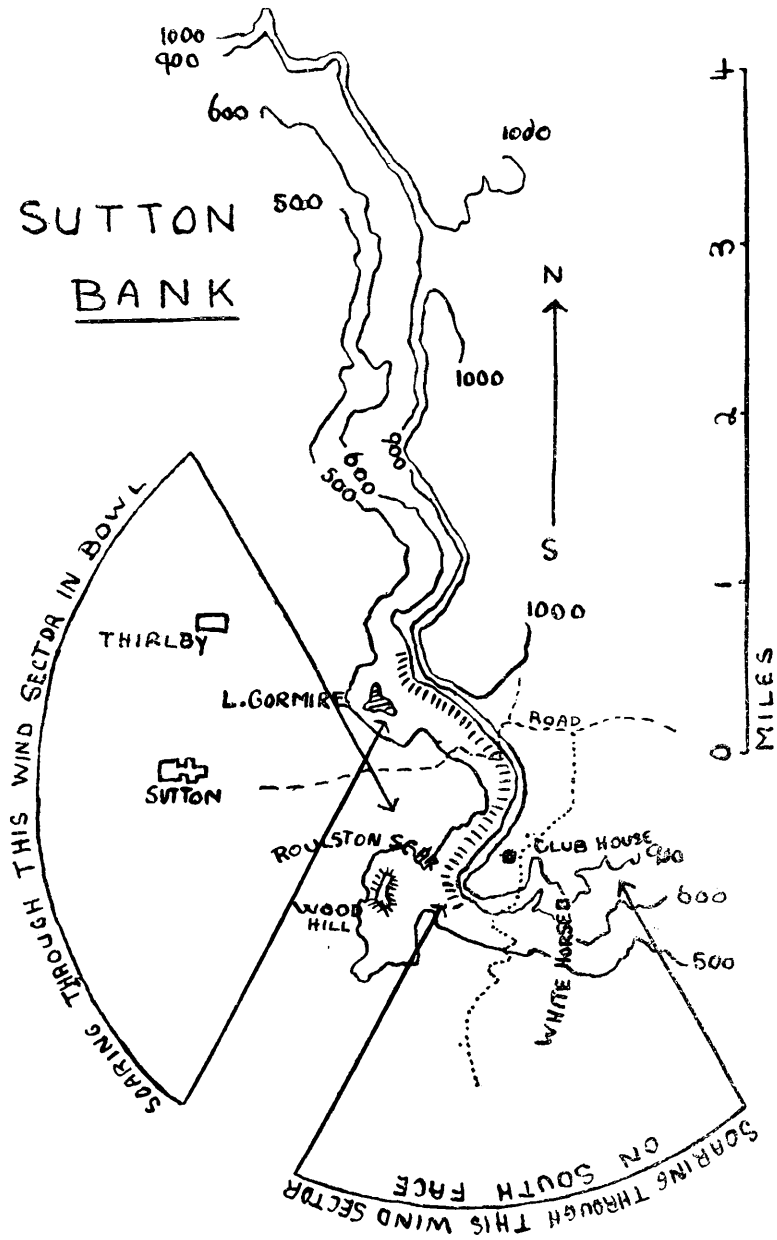 1000
900
600
500
1000
SUTTON
BANK
N
S
1000
900
600
500
1000
THIRLBY
L. GORMIRE
ROAD
SUTTON
ROULSTON SCAR
CLUB HOUSE
900
WOOD
HILL
WHITE HORSE
600
500
4
3
2
1
0
MILES
SOARING THROUGH THIS WIND SECTOR IN BOWL
SOARING THROUGH THIS WIND SECTOR
ON SOUTH FACE